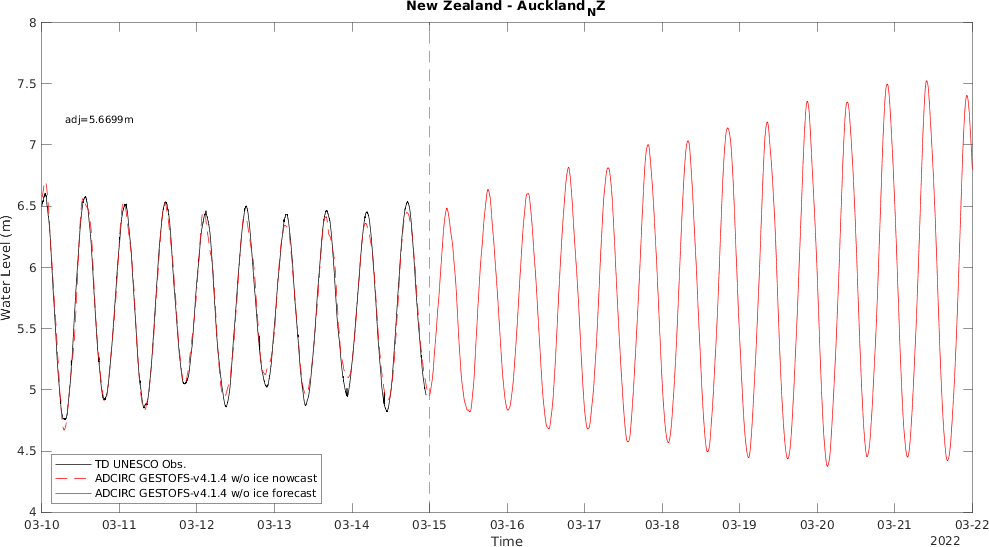 New Zealand - Auckland_NZ
8
7.5
adj=5.6699m
7
6.5
Water Level (m)
6
5.5
5
4.5
TD UNESCO Obs.
ADCIRC GESTOFS-v4.1.4 w/o ice nowcast
ADCIRC GESTOFS-v4.1.4 w/o ice forecast
4
03-10 03-11 03-12 03-13 03-14 03-15 03-16 03-17 03-18 03-19 03-20 03-21 03-22
Time
2022